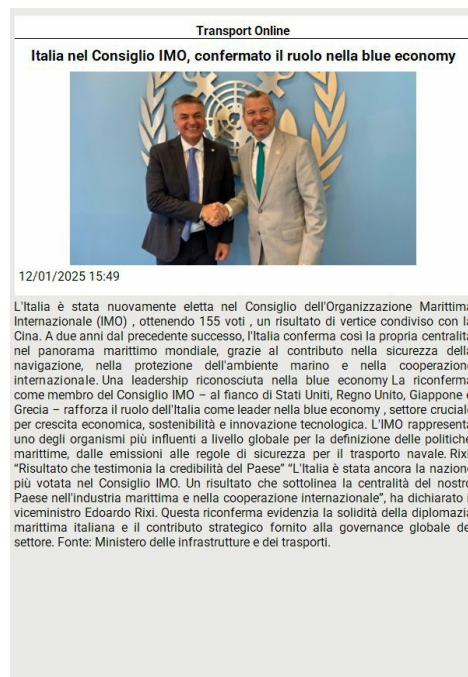 Transport Online
Italia nel Consiglio IMO, confermato il ruolo nella blue economy
12/01/2025 15:49
L'Italia è stata nuovamente eletta nel Consiglio dell'Organizzazione Marittima
Internazionale (IMO) , ottenendo 155 voti , un risultato di vertice condiviso con la
Cina. A due anni dal precedente successo, l'Italia conferma così la propria centralità
nel panorama marittimo mondiale, grazie al contributo nella sicurezza della
navigazione, nella protezione dell'ambiente marino e nella cooperazione
internazionale. Una leadership riconosciuta nella blue economy La riconferma
come membro del Consiglio IMO – al fianco di Stati Uniti, Regno Unito, Giappone e
Grecia – rafforza il ruolo dell'Italia come leader nella blue economy , settore cruciale
per crescita economica, sostenibilità e innovazione tecnologica. L'IMO rappresenta
uno degli organismi più influenti a livello globale per la definizione delle politiche
marittime, dalle emissioni alle regole di sicurezza per il trasporto navale. Rixi:
“Risultato che testimonia la credibilità del Paese” “L'Italia è stata ancora la nazione
più votata nel Consiglio IMO. Un risultato che sottolinea la centralità del nostro
Paese nell'industria marittima e nella cooperazione internazionale”, ha dichiarato il
viceministro Edoardo Rixi. Questa riconferma evidenzia la solidità della diplomazia
marittima italiana e il contributo strategico fornito alla governance globale del
settore. Fonte: Ministero delle infrastrutture e dei trasporti.